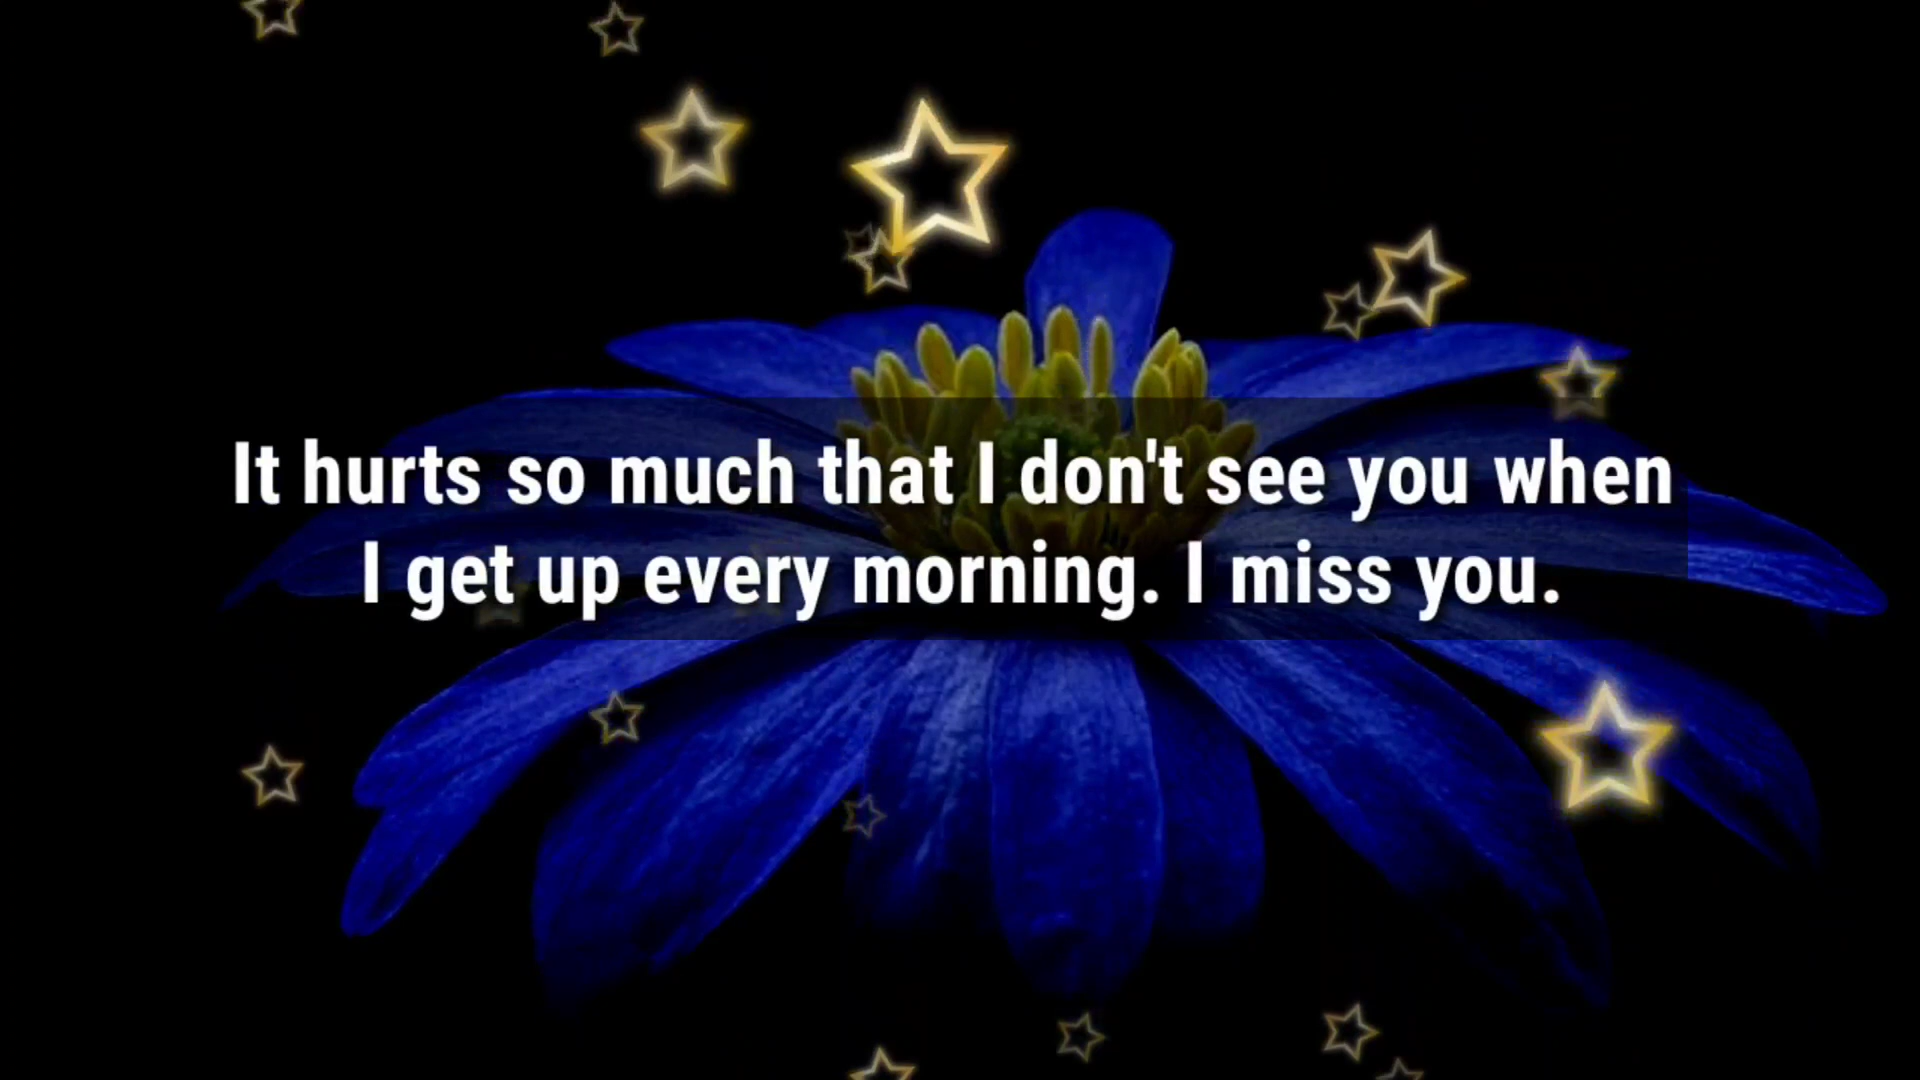 It hurts so much that I don't see you when
I get up every morning. I miss you.